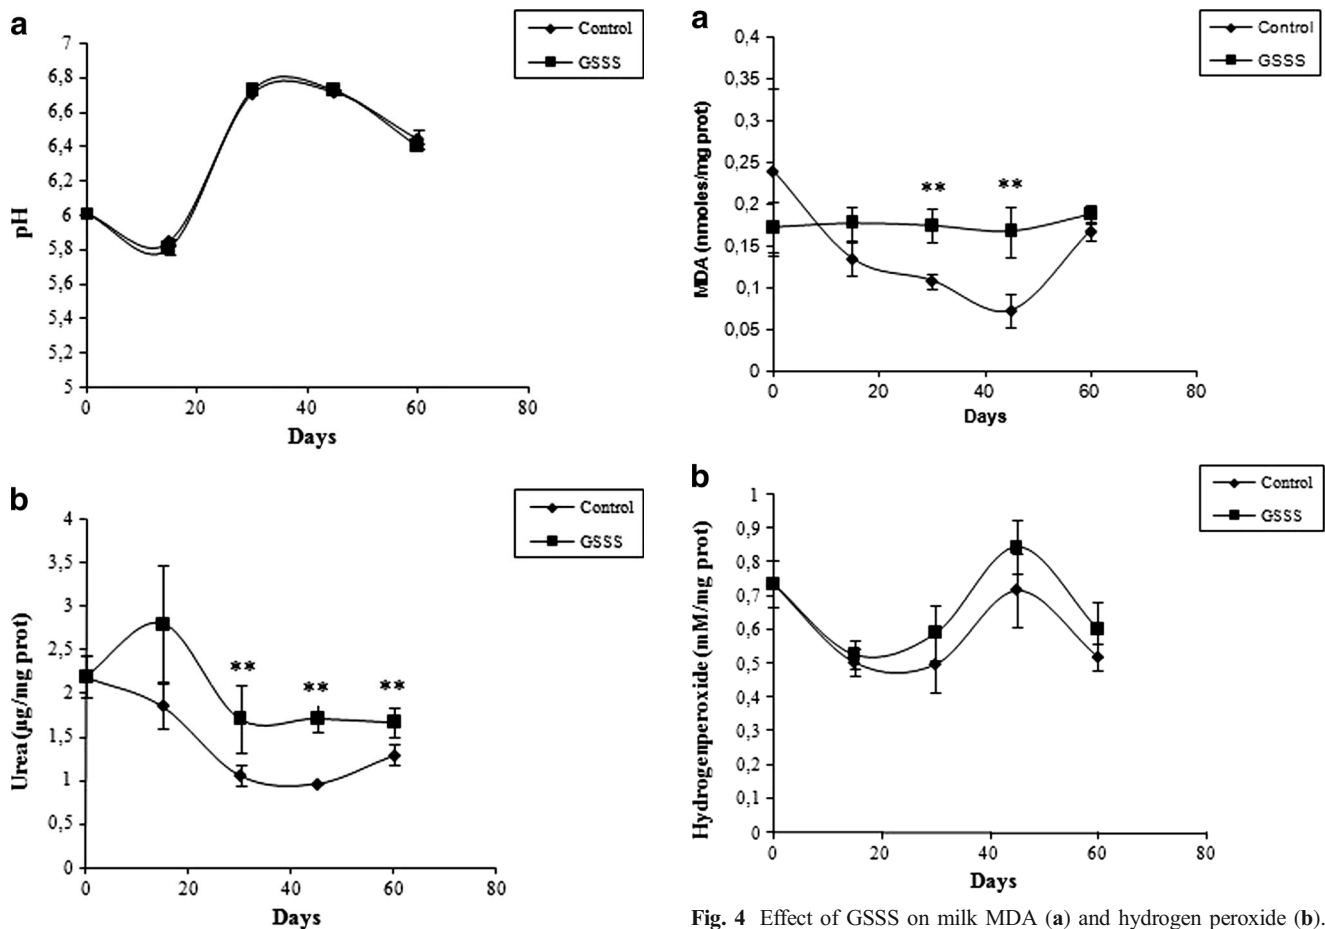 a
Control
GSSS
7
6,8
6,6
6,4
6,2
6
5,8
5,6
5,4
5,2
5
pH
0 20 40 60 80
Days
b
Control
GSSS
4
3,5
3
2,5
2
1,5
1
0,5
0
Urea (µg/mg prot)
** ** **
0 20 40 60 80
Days
a
Control
GSSS
0,4
0,35
0,3
0,25
0,2
0,15
0,1
0,05
0
MDA (nmoles/mg prot)
** **
0 20 40 60 80
Days
b
Control
GSSS
1
0,9
0,8
0,7
0,6
0,5
0,4
0,3
0,2
0,1
0
Hydrogenperoxide (mM/mg prot)
0 20 40 60 80
Days
Fig. 4 Effect of GSSS on milk MDA (a) and hydrogen peroxide (b).